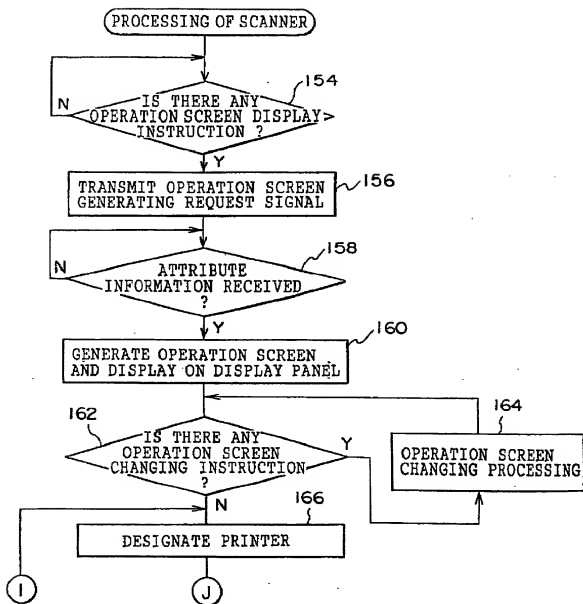 PROCESSING OF SCANNER
154
N
IS THERE ANY
OPERATION SCREEN DISPLAY
INSTRUCTION ?
Y
TRANSMIT OPERATION SCREEN
GENERATING REQUEST SIGNAL
156
158
N
ATTRIBUTE
INFORMATION RECEIVED
?
Y
160
GENERATE OPERATION SCREEN
AND DISPLAY ON DISPLAY PANEL
162
IS THERE ANY
OPERATION SCREEN
CHANGING INSTRUCTION
?
Y
164
OPERATION SCREEN
CHANGING PROCESSING
N
166
DESIGNATE PRINTER
I
J